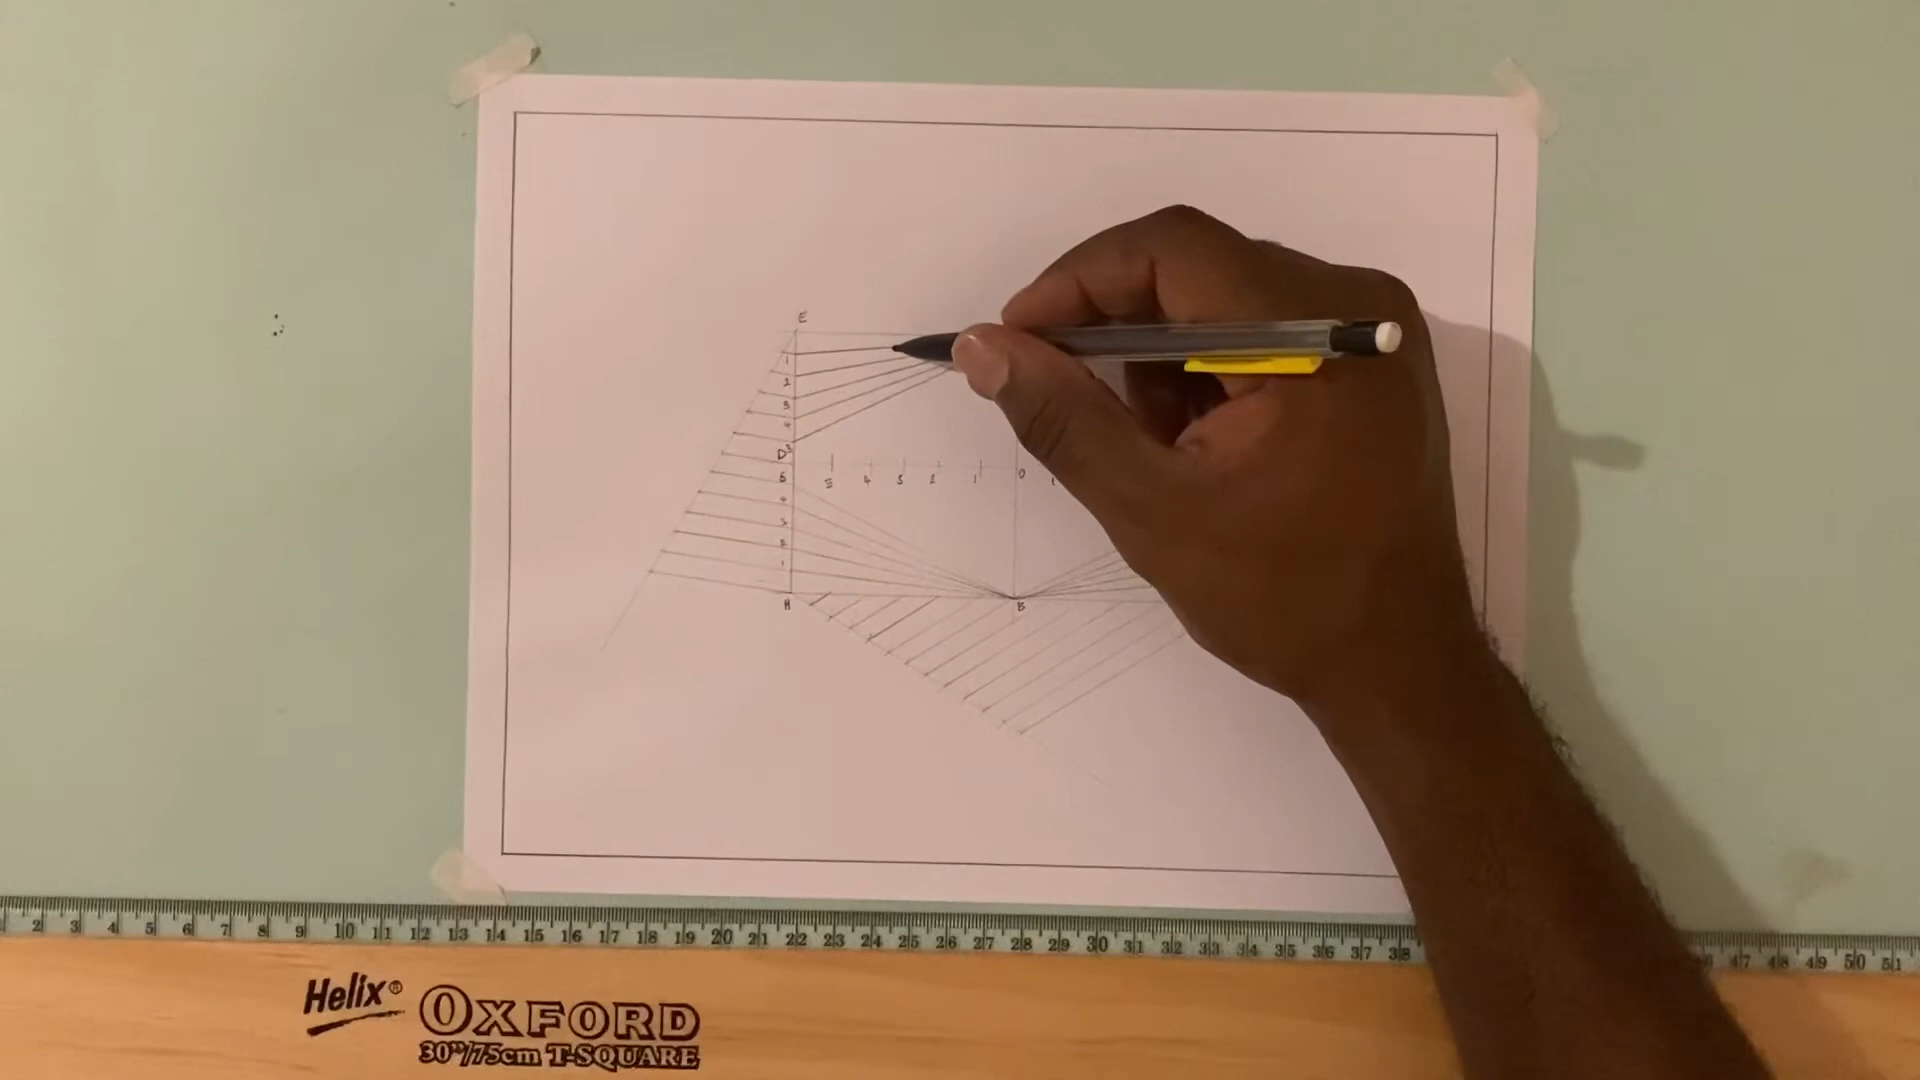 E
1
2
3
4
5
D
5 4 3 2 1 0 1
5
4
3
2
1
H B
2 3 4 5 6 7 8 9 10 11 12 13 14 15 16 17 18 19 20 21 22 23 24 25 26 27 28 29 30 31 32 33 34 35 36 37 38 47 48 49 50 51
Helix® OXFORD
30"/75cm T-SQUARE